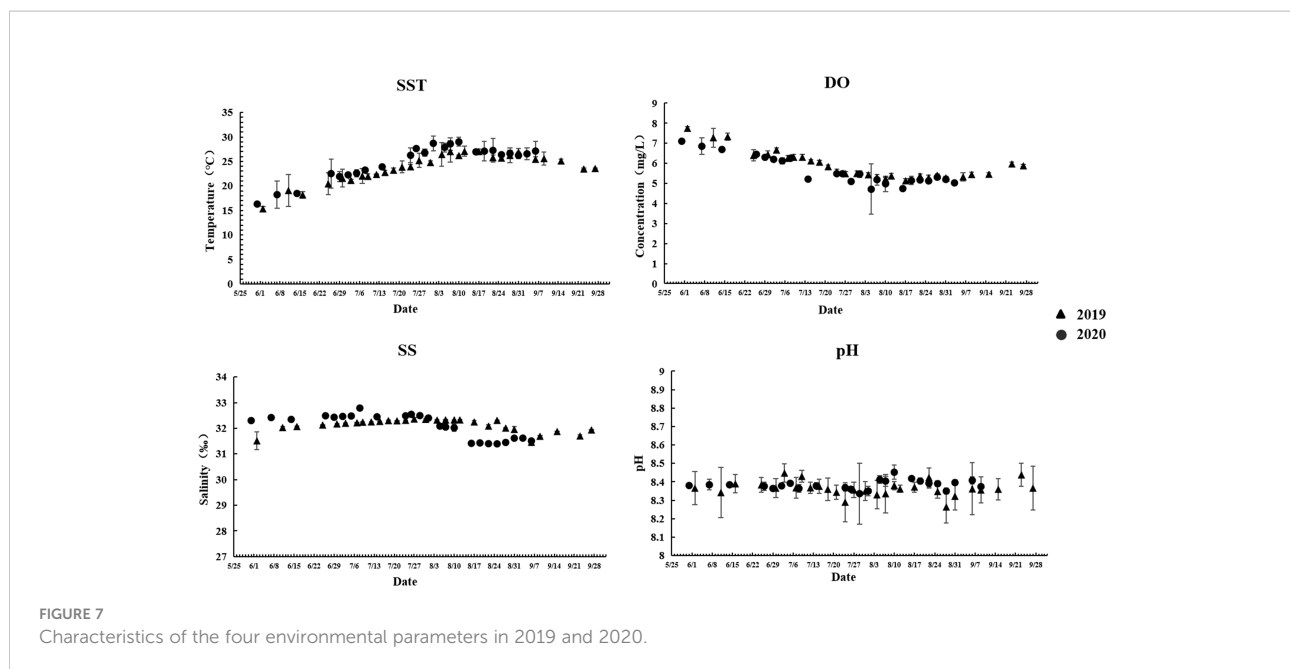 SST
35
30
25
20
15
10
5
0
Temperature（°C）
5/25 6/1 6/8 6/15 6/22 6/29 7/6 7/13 7/20 7/27 8/3 8/10 8/17 8/24 8/31 9/7 9/14 9/21 9/28
Date
DO
9
8
7
6
5
4
3
2
1
0
Concentration（mg/L）
5/25 6/1 6/8 6/15 6/22 6/29 7/6 7/13 7/20 7/27 8/3 8/10 8/17 8/24 8/31 9/7 9/14 9/21 9/28
Date
2019
2020
SS
34
33
32
31
30
29
28
27
Salinity（‰）
5/25 6/1 6/8 6/15 6/22 6/29 7/6 7/13 7/20 7/27 8/3 8/10 8/17 8/24 8/31 9/7 9/14 9/21 9/28
Date
pH
9
8.9
8.8
8.7
8.6
8.5
8.4
8.3
8.2
8.1
8
pH
5/25 6/1 6/8 6/15 6/22 6/29 7/6 7/13 7/20 7/27 8/3 8/10 8/17 8/24 8/31 9/7 9/14 9/21 9/28
Date
FIGURE 7
Characteristics of the four environmental parameters in 2019 and 2020.